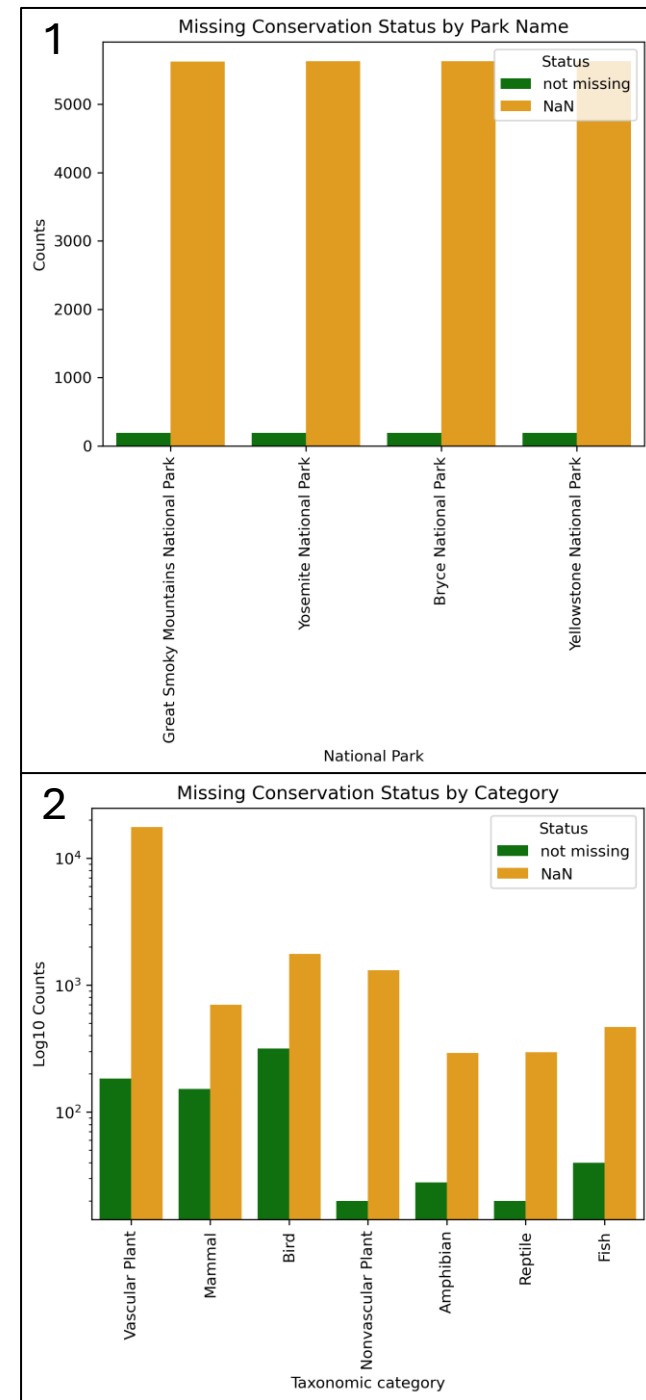 1
Missing Conservation Status by Park Name
Status
not missing
NaN
5000
4000
3000
2000
1000
0
Counts
Great Smoky Mountains National Park
Yosemite National Park
Bryce National Park
Yellowstone National Park
National Park
2
Missing Conservation Status by Category
Status
not missing
NaN
10⁴
10³
10²
Log10 Counts
Vascular Plant
Mammal
Bird
Nonvascular Plant
Amphibian
Reptile
Fish
Taxonomic category